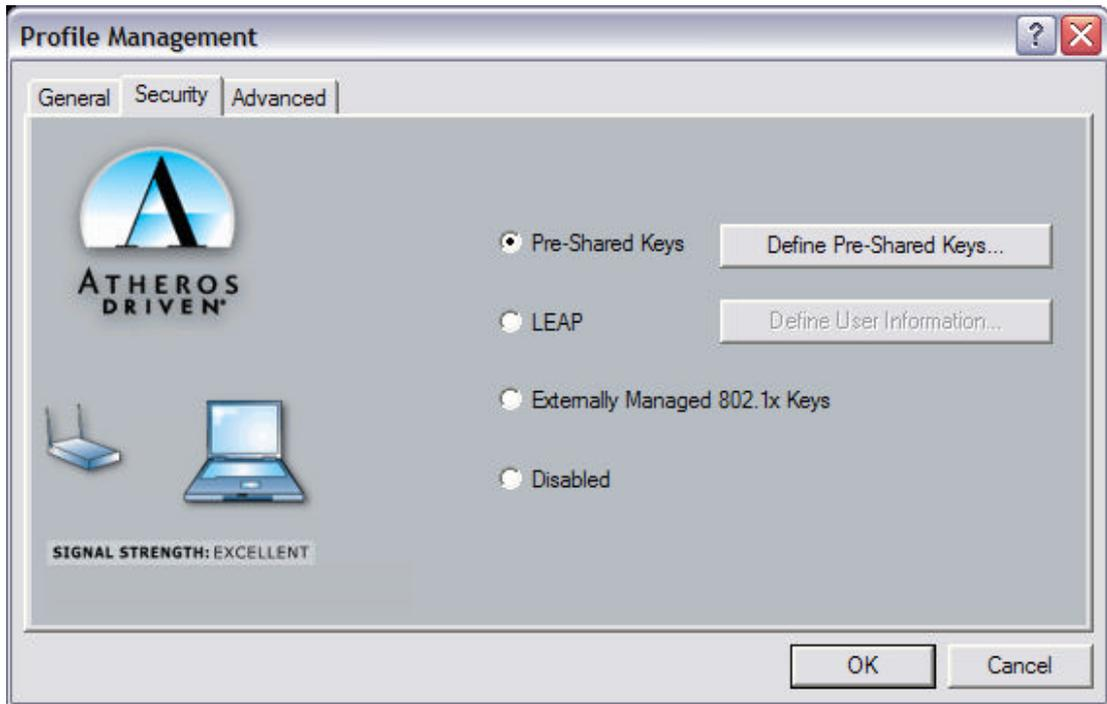 Profile Management
General Security Advanced
ATHEROS
DRIVEN®
Pre-Shared Keys
Define Pre-Shared Keys...
LEAP
Define User Information...
Externally Managed 802.1x Keys
Disabled
SIGNAL STRENGTH: EXCELLENT
OK Cancel